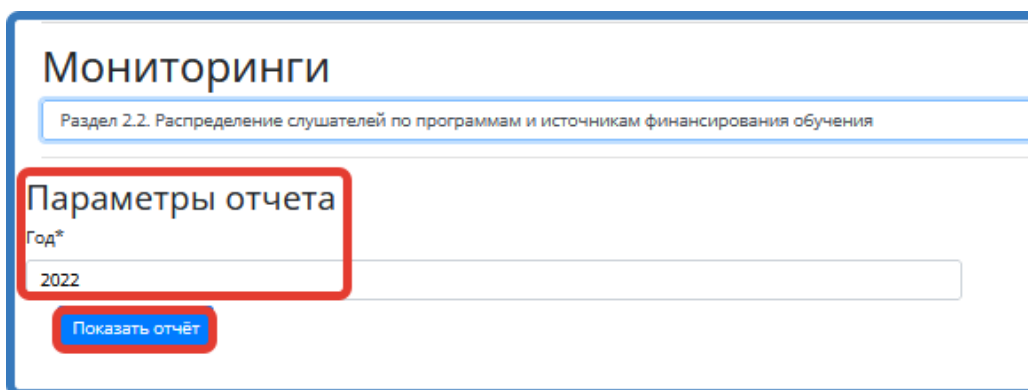 Мониторинги
Раздел 2.2. Распределение слушателей по программам и источникам финансирования обучения
Параметры отчета
Год*
2022
Показать отчёт